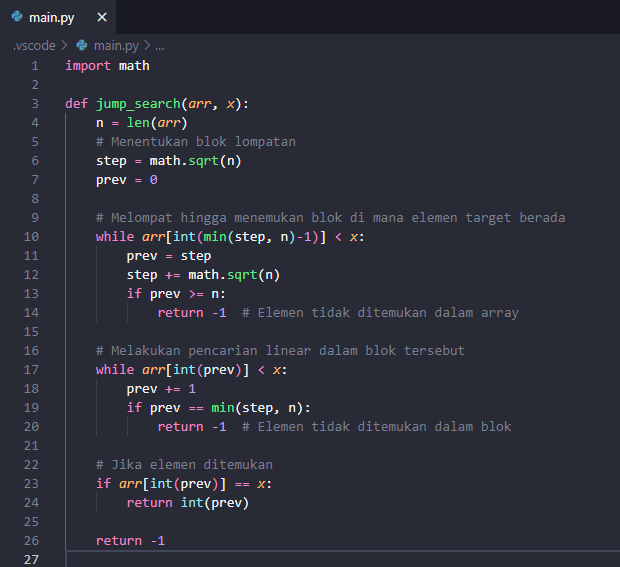 main.py ×
.vscode > main.py > ...
1 import math
2
3 def jump_search(arr, x):
4     n = len(arr)
5     # Menentukan blok lompatan
6     step = math.sqrt(n)
7     prev = 0
8
9     # Melompat hingga menemukan blok di mana elemen target berada
10     while arr[int(min(step, n)-1)] < x:
11         prev = step
12         step += math.sqrt(n)
13         if prev >= n:
14             return -1  # Elemen tidak ditemukan dalam array
15
16     # Melakukan pencarian linear dalam blok tersebut
17     while arr[int(prev)] < x:
18         prev += 1
19         if prev == min(step, n):
20             return -1  # Elemen tidak ditemukan dalam blok
21
22     # Jika elemen ditemukan
23     if arr[int(prev)] == x:
24         return int(prev)
25
26     return -1
27